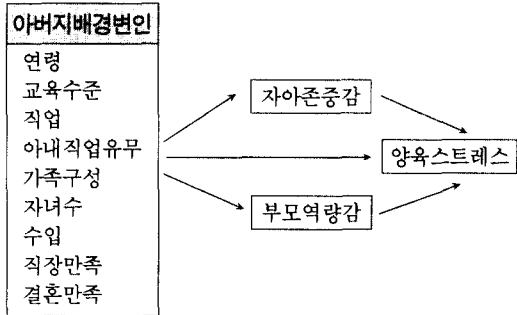 아버지배경변인
연령
교육수준
직업
아내직업유무
가족구성
자녀수
수입
직장만족
결혼만족
자아존중감
양육스트레스
부모역량감